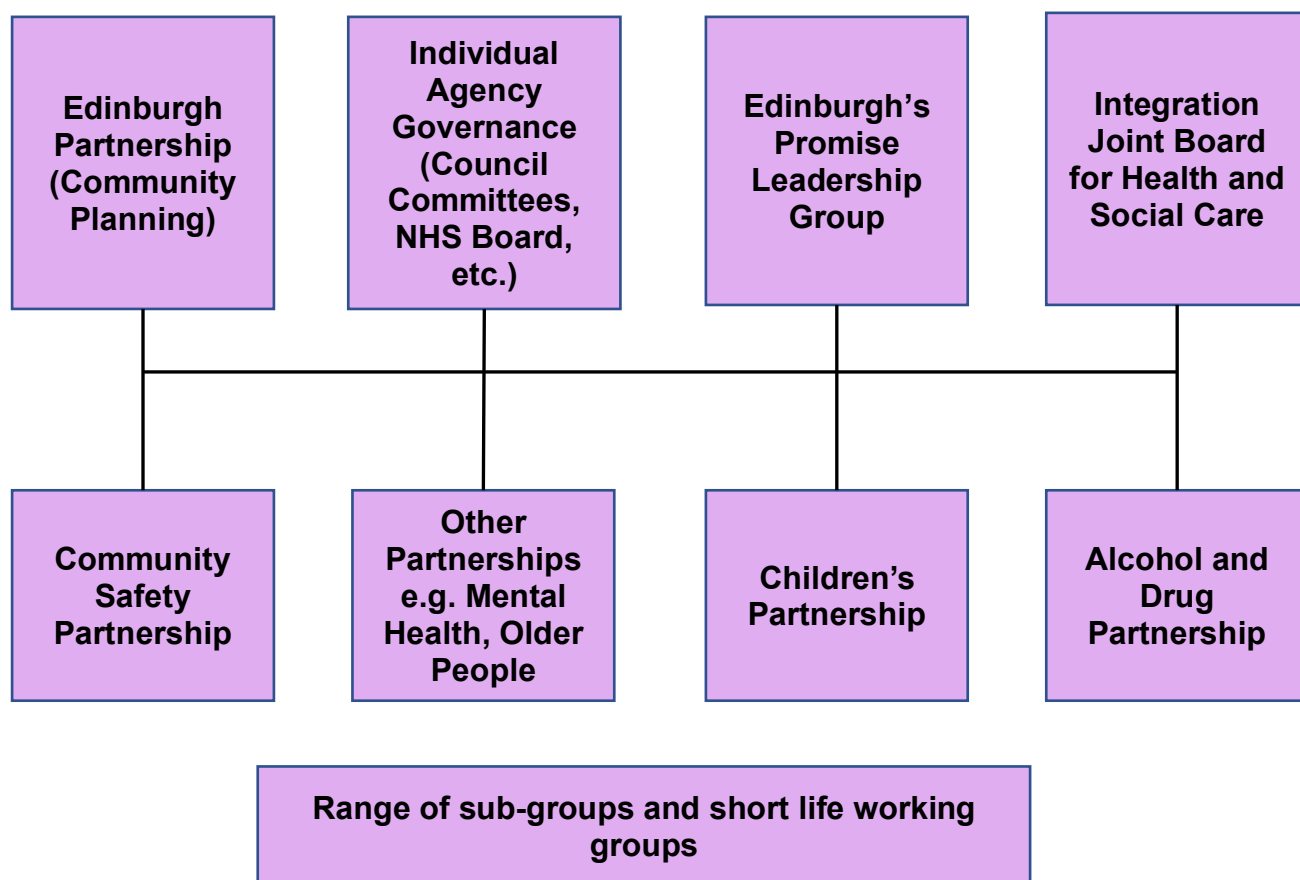 Edinburgh
Partnership
(Community
Planning)
Individual
Agency
Governance
(Council
Committees,
NHS Board,
etc.)
Edinburgh’s
Promise
Leadership
Group
Integration
Joint Board
for Health and
Social Care
Community
Safety
Partnership
Other
Partnerships
e.g. Mental
Health, Older
People
Children’s
Partnership
Alcohol and
Drug
Partnership
Range of sub-groups and short life working
groups